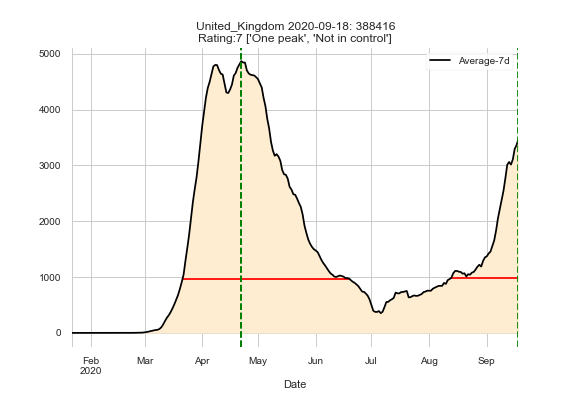 United_Kingdom 2020-09-18: 388416
Rating:7 ['One peak', 'Not in control']
Average-7d
5000
4000
3000
2000
1000
0
Feb Mar Apr May Jun Jul Aug Sep
2020
Date